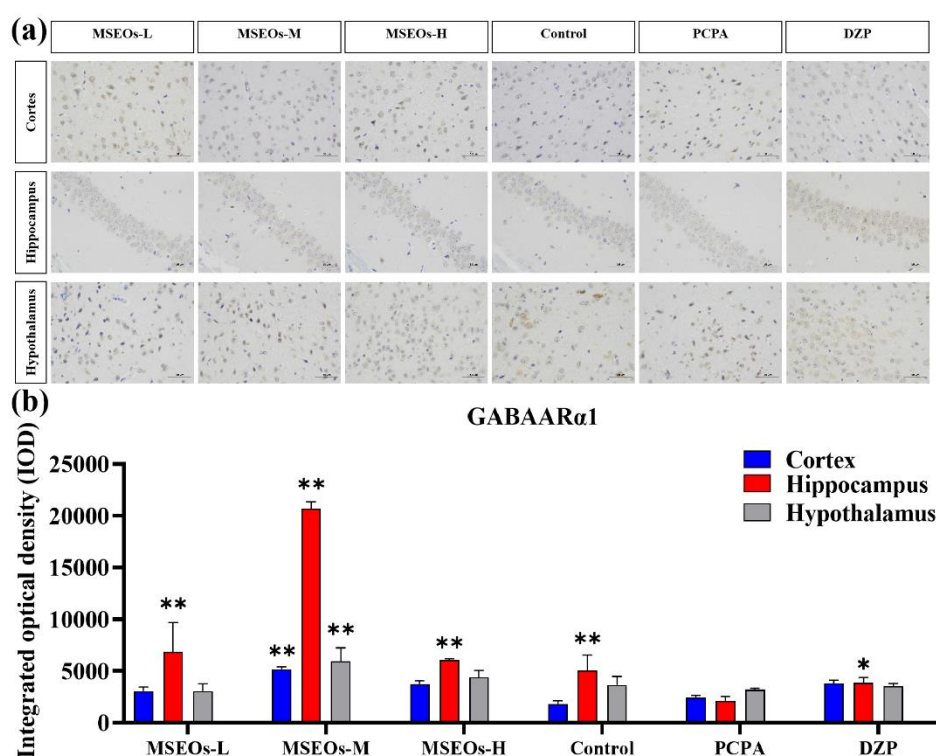 (a)
MSEOs-L MSEOs-M MSEOs-H Control PCPA DZP
Cortes
Hippocampus
Hypothalamus
(b)
GABAARα1
Integrated optical density (IOD)
25000
20000
15000
10000
5000
0
Cortex
Hippocampus
Hypothalamus
**
**
**
**
**
**
*
MSEOs-L MSEOs-M MSEOs-H Control PCPA DZP